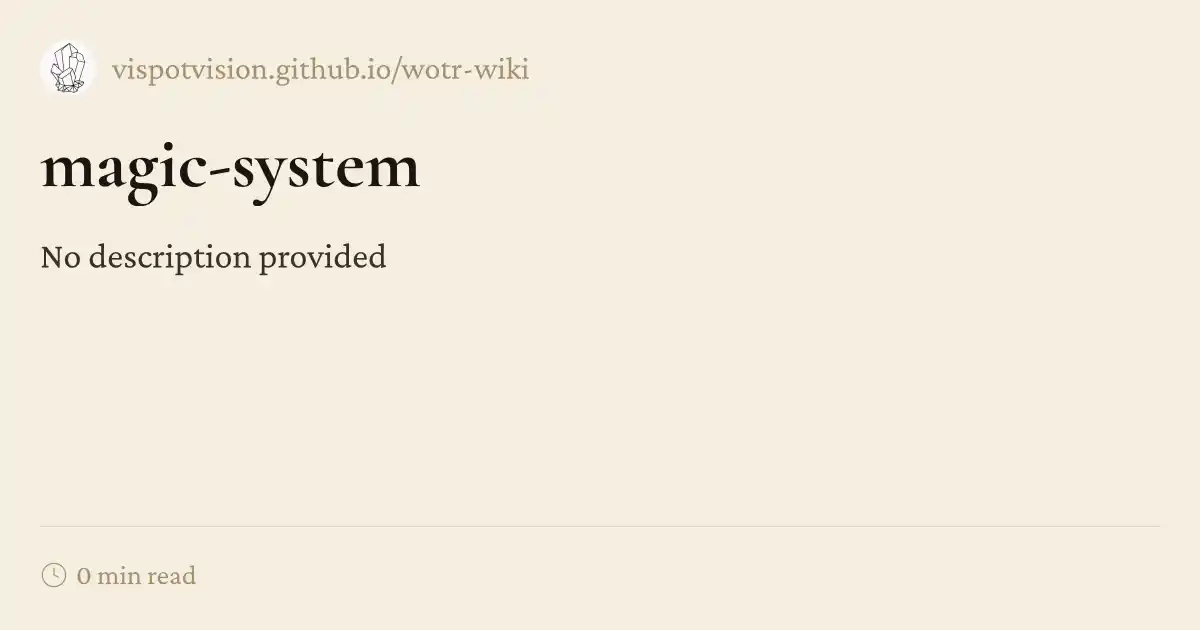 vispotvision.github.io/wotr-wiki
magic-system
No description provided
0 min read